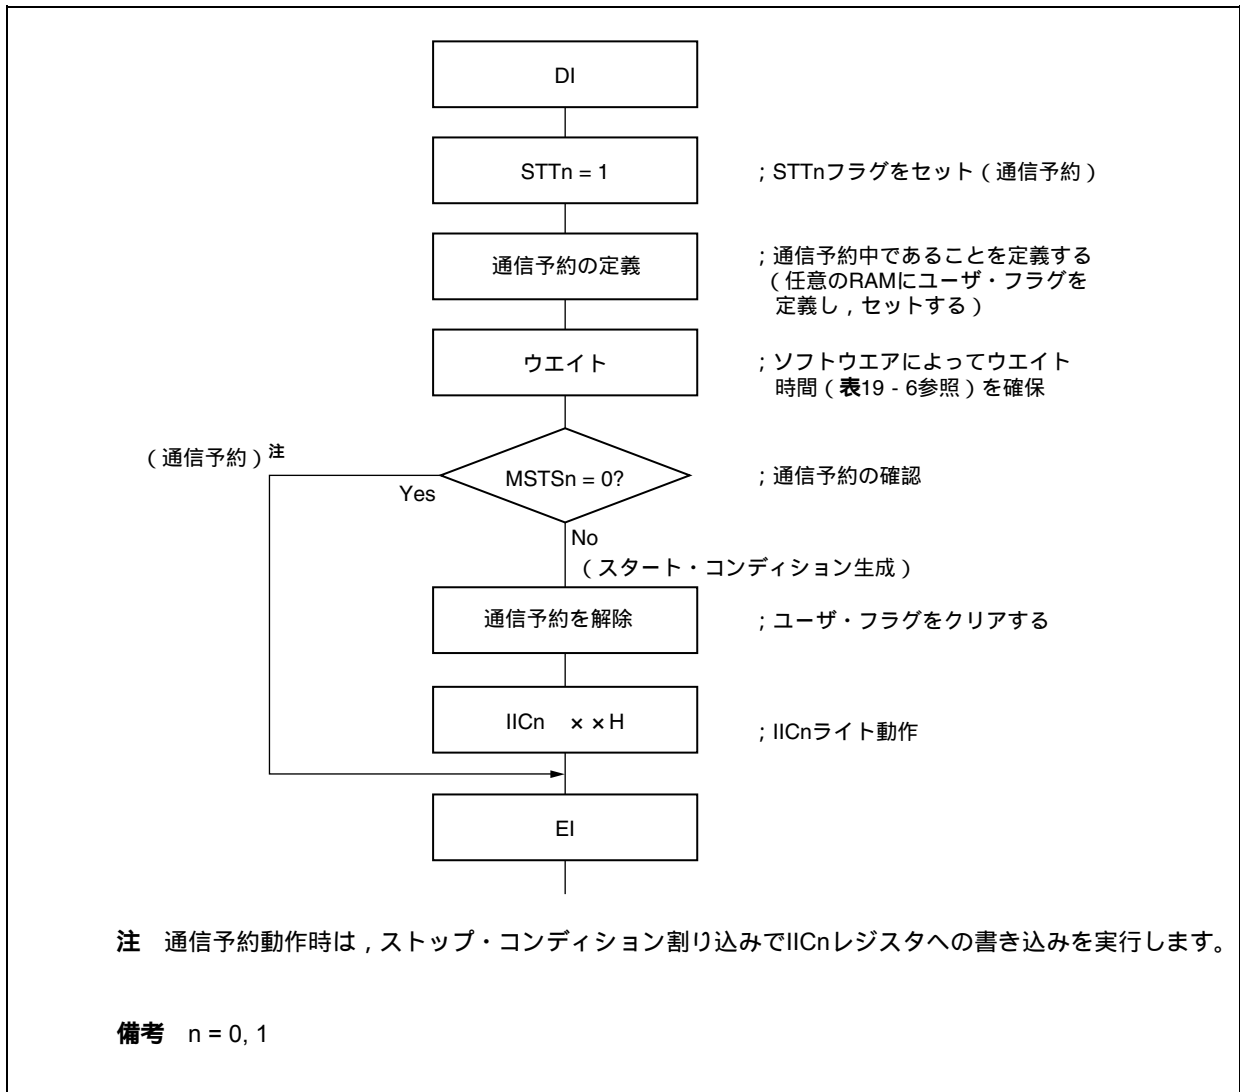 DI
STTn = 1
；STTnフラグをセット（通信予約）
通信予約の定義
；通信予約中であることを定義する
（任意のRAMにユーザ・フラグを
定義し，セットする）
ウエイト
；ソフトウエアによってウエイト
時間（表19 - 6参照）を確保
（通信予約）注
MSTSn = 0?
；通信予約の確認
Yes
No
（スタート・コンディション生成）
通信予約を解除
；ユーザ・フラグをクリアする
IICn　××H
；IICnライト動作
EI
注　通信予約動作時は，ストップ・コンディション割り込みでIICnレジスタへの書き込みを実行します。
備考　n = 0, 1